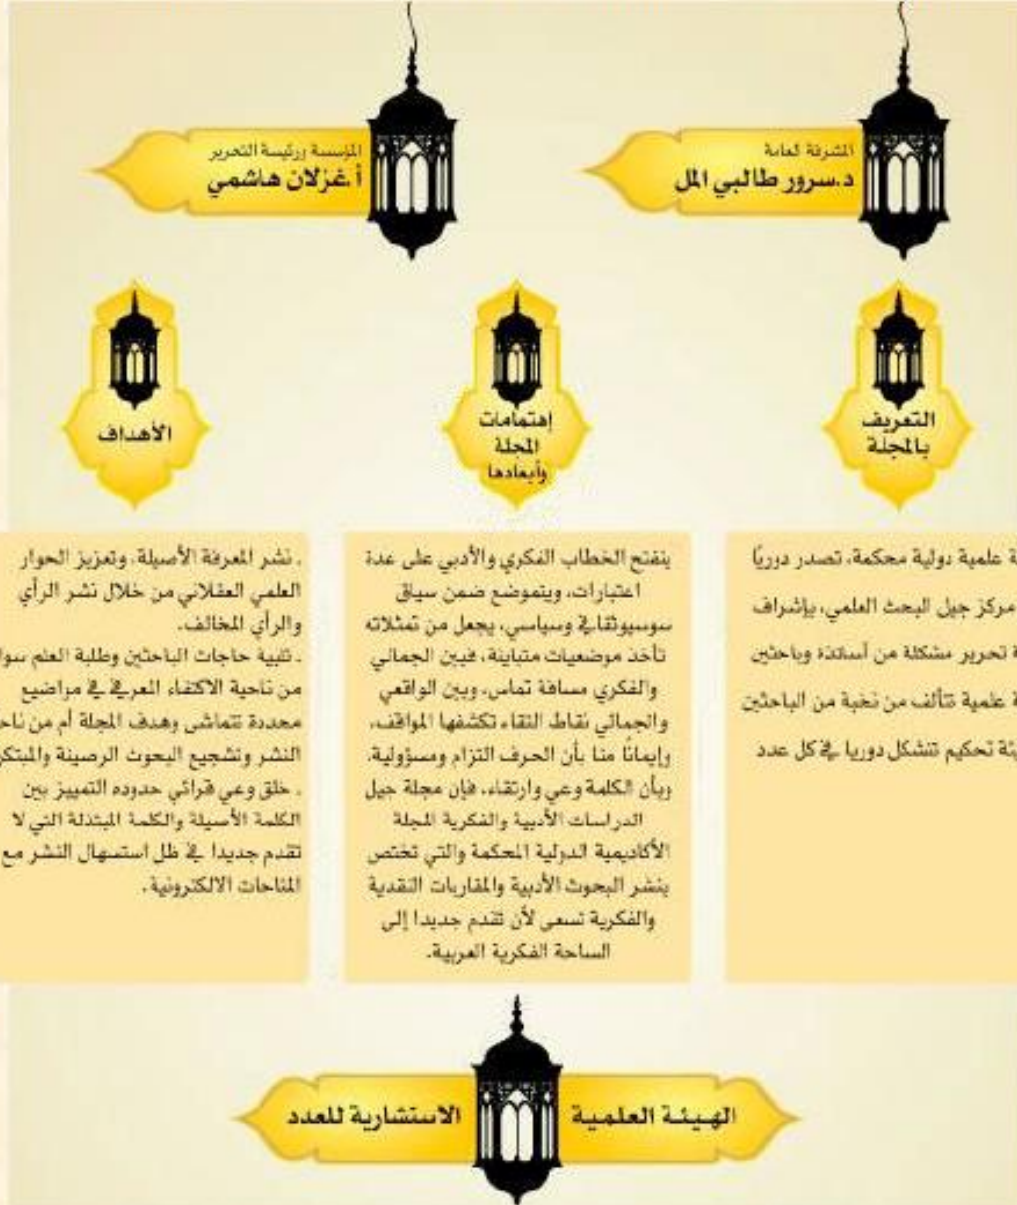 المشرفة العامة
د.سرور طالبي المل
المؤسسة ورئيسة التحرير
أ.غزلان هاشمي
التعريف
بالمجلة
إهتمامات
المجلة
وأبعادها
الأهداف
علمية دولية محكمة، تصدر دوريًا
مركز جيل البحث العلمي، بإشراف
تحرير مشكلة من أساتذة وباحثين
علمية تتألف من نخبة من الباحثين
تحكيم تتشكل دوريا في كل عدد
ينفتح الخطاب الفكري والأدبي على عدة
اعتبارات، ويتموضع ضمن سياق
سوسيوثقافي وسياسي، يجعل من تمثلاته
تأخذ موضعيات متباينة، فبين الجمالي
والفكري مسافة تماس، وبين الواقعي
والجمالي نقاط التقاء تكشفها المواقف،
وإيمانًا منا بأن الحرف التزام ومسؤولية،
وبأن الكلمة وعي وارتقاء، فإن مجلة جيل
الدراسات الأدبية والفكرية المجلة
الأكاديمية الدولية المحكمة والتي تختص
بنشر البحوث الأدبية والمقاربات النقدية
والفكرية تسعى لأن تقدم جديدا إلى
الساحة الفكرية العربية.
. نشر المعرفة الأصيلة، وتعزيز الحوار
العلمي العقلاني من خلال نشر الرأي
والرأي المخالف.
. تلبية حاجات الباحثين وطلبة العلم
من ناحية الاكتفاء المعرفي في مواضيع
محددة تتماشى وهدف المجلة أم من
النشر وتشجيع البحوث الرصينة
. خلق وعي قرائي حدوده التمييز بين
الكلمة الأصيلة والكلمة المبتذلة التي لا
تقدم جديدا في ظل استسهال النشر مع
المتاحات الالكترونية.
الهيئة العلمية الاستشارية للعدد